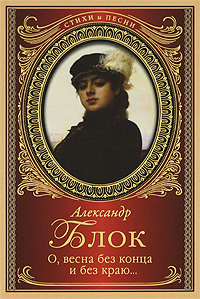 СТИХИ и ПЕСНИ
Александр
Блок
О, весна без конца
и без краю...